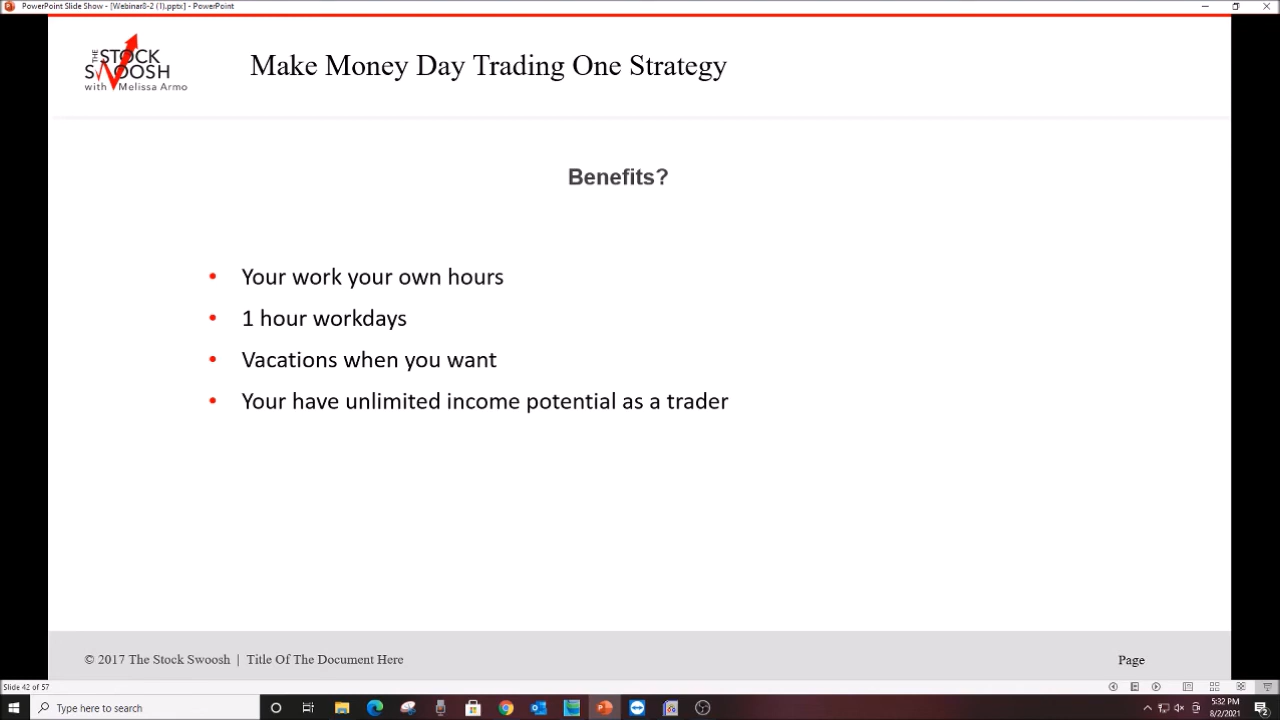 PowerPoint Slide Show - [Webinar8-2 (1).pptx] - PowerPoint
THE STOCK
SWOOSH
with Melissa Armo
Make Money Day Trading One Strategy
Benefits?
• Your work your own hours
• 1 hour workdays
• Vacations when you want
• Your have unlimited income potential as a trader
© 2017 The Stock Swoosh | Title Of The Document Here
Page
Slide 42 of 57
Type here to search
5:32 PM
8/2/2021
2